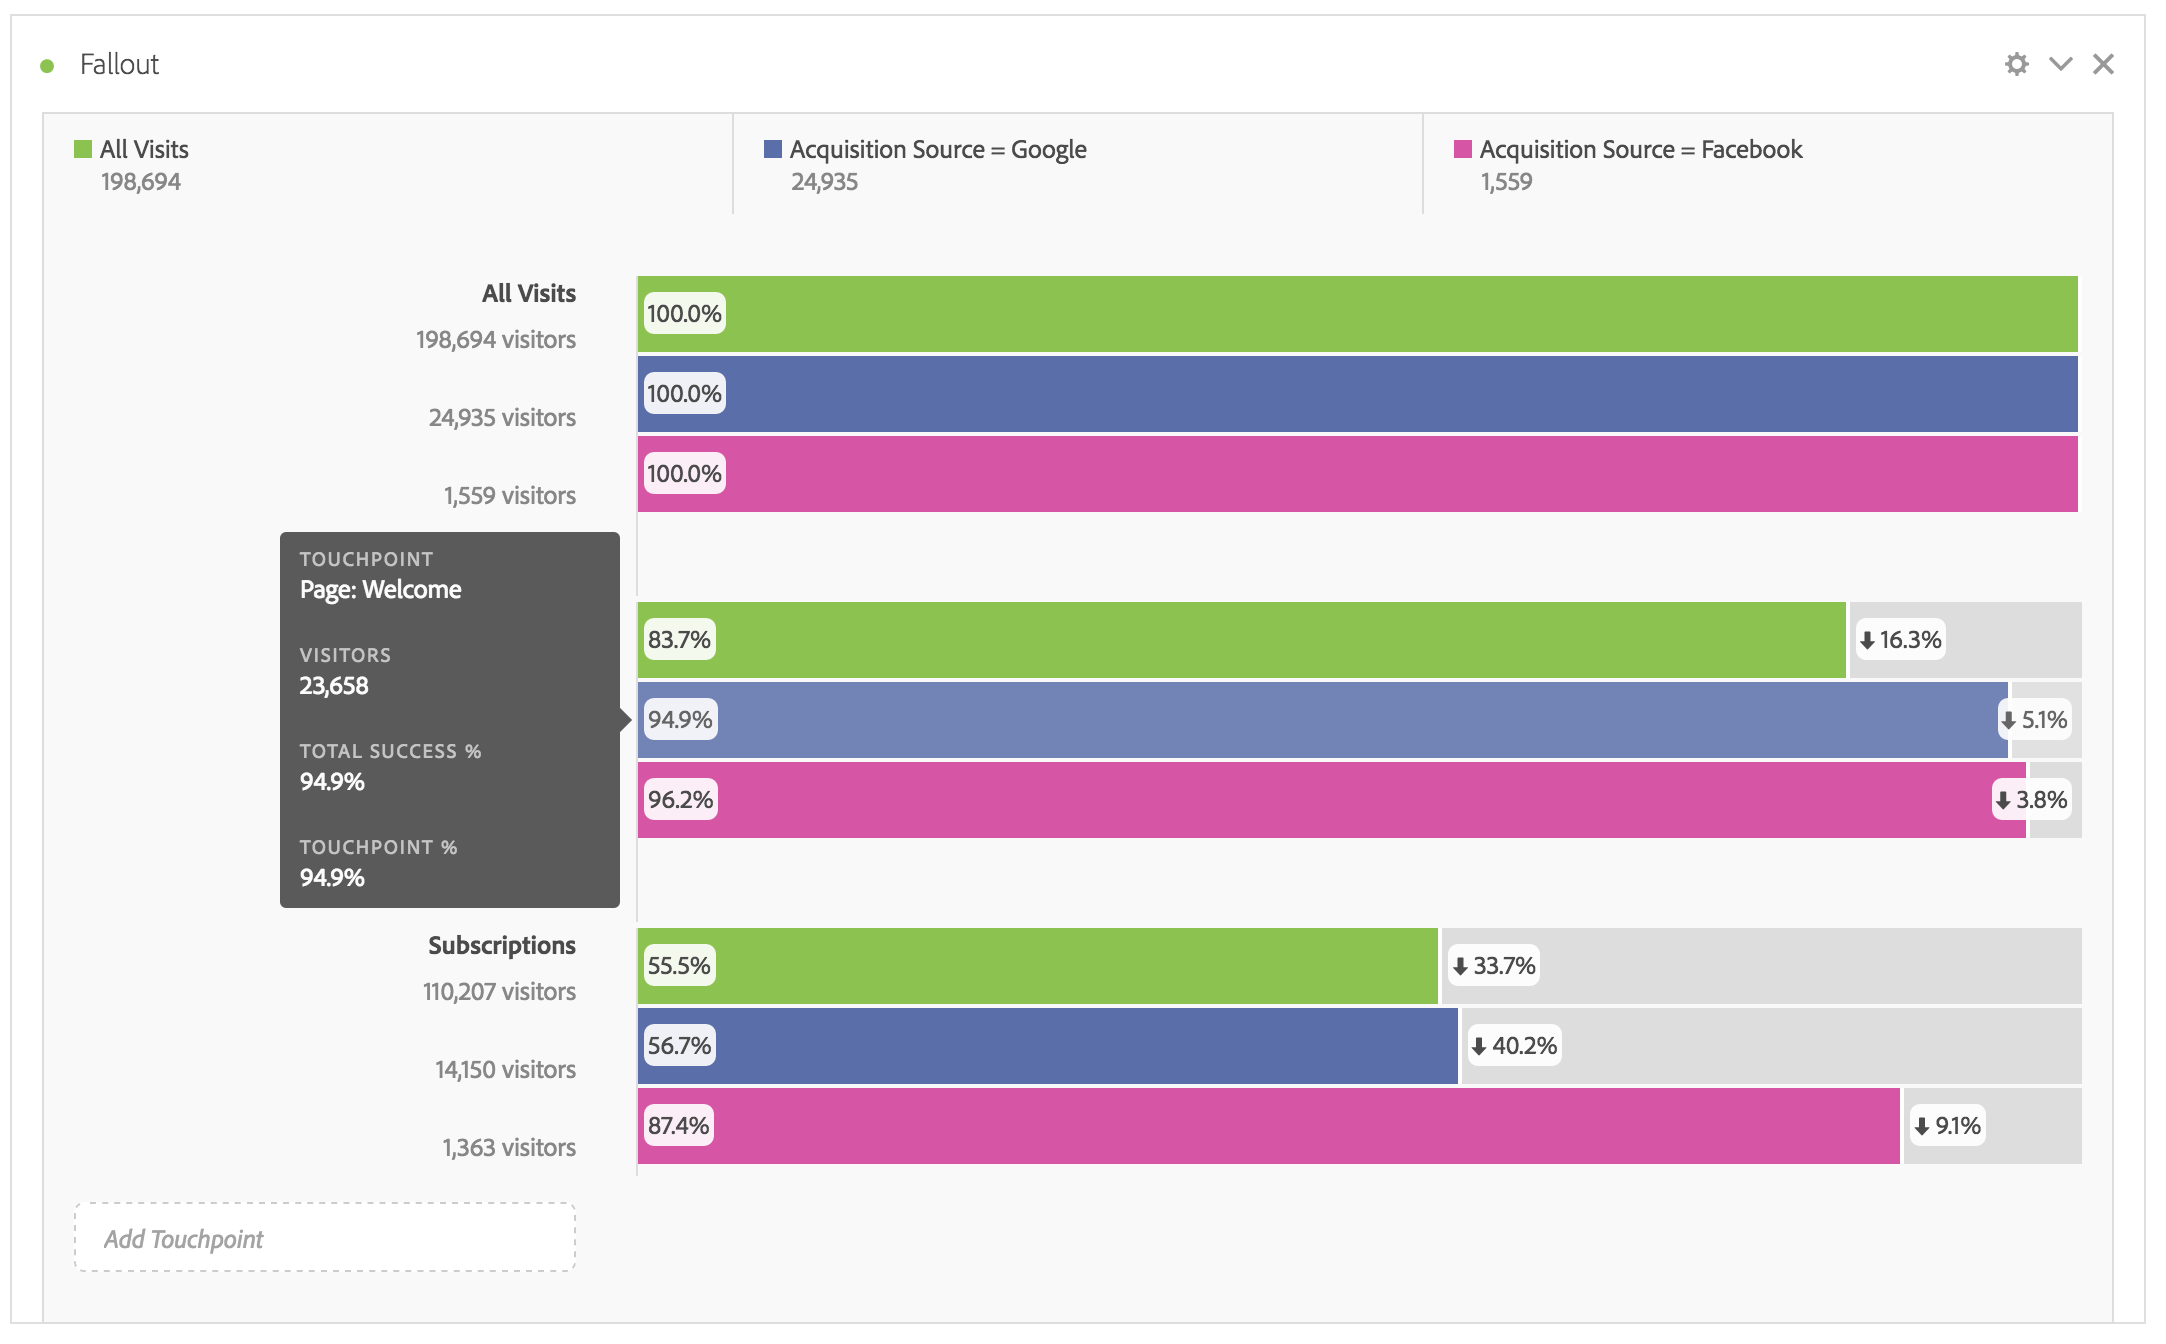 Fallout
All Visits
198,694
Acquisition Source = Google
24,935
Acquisition Source = Facebook
1,559
All Visits
198,694 visitors
24,935 visitors
1,559 visitors
100.0%
100.0%
100.0%
TOUCHPOINT
Page: Welcome
VISITORS
23,658
TOTAL SUCCESS %
94.9%
TOUCHPOINT %
94.9%
83.7%
16.3%
94.9%
5.1%
96.2%
3.8%
Subscriptions
110,207 visitors
14,150 visitors
1,363 visitors
55.5%
33.7%
56.7%
40.2%
87.4%
9.1%
Add Touchpoint